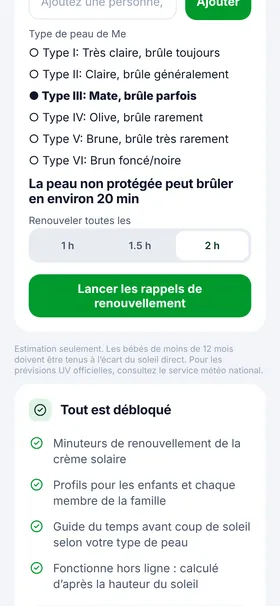 Ajoutez une personne,
Ajouter
Type de peau de Me
Type I: Très claire, brûle toujours
Type II: Claire, brûle généralement
Type III: Mate, brûle parfois
Type IV: Olive, brûle rarement
Type V: Brune, brûle très rarement
Type VI: Brun foncé/noire
La peau non protégée peut brûler
en environ 20 min
Renouveler toutes les
1 h
1.5 h
2 h
Lancer les rappels de
renouvellement
Estimation seulement. Les bébés de moins de 12 mois
doivent être tenus à l'écart du soleil direct. Pour les
prévisions UV officielles, consultez le service météo national.
Tout est débloqué
Minuteurs de renouvellement de la
crème solaire
Profils pour les enfants et chaque
membre de la famille
Guide du temps avant coup de soleil
selon votre type de peau
Fonctionne hors ligne : calculé
d'après la hauteur du soleil